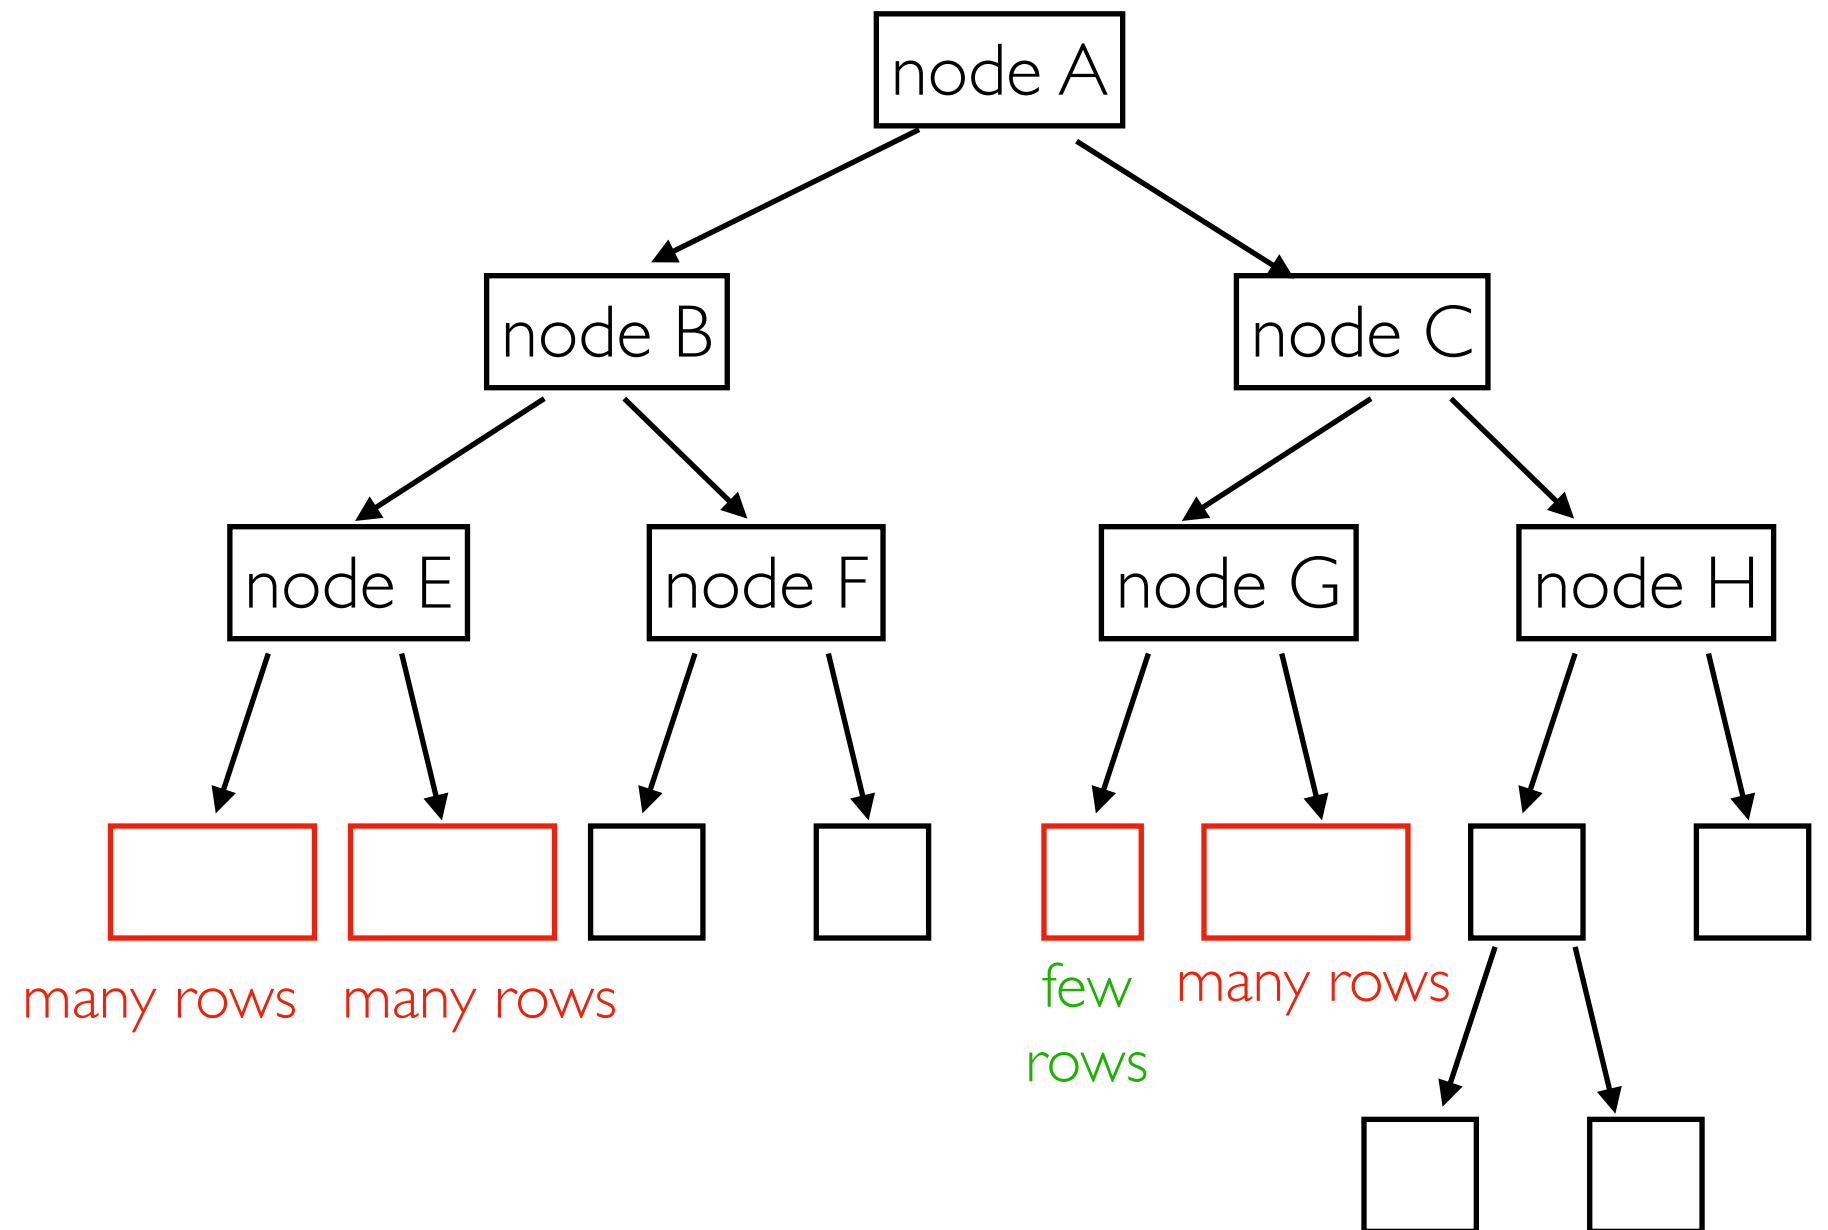 node A
node B
node C
node E
node F
node G
node H
many rows
many rows
few
rows
many rows